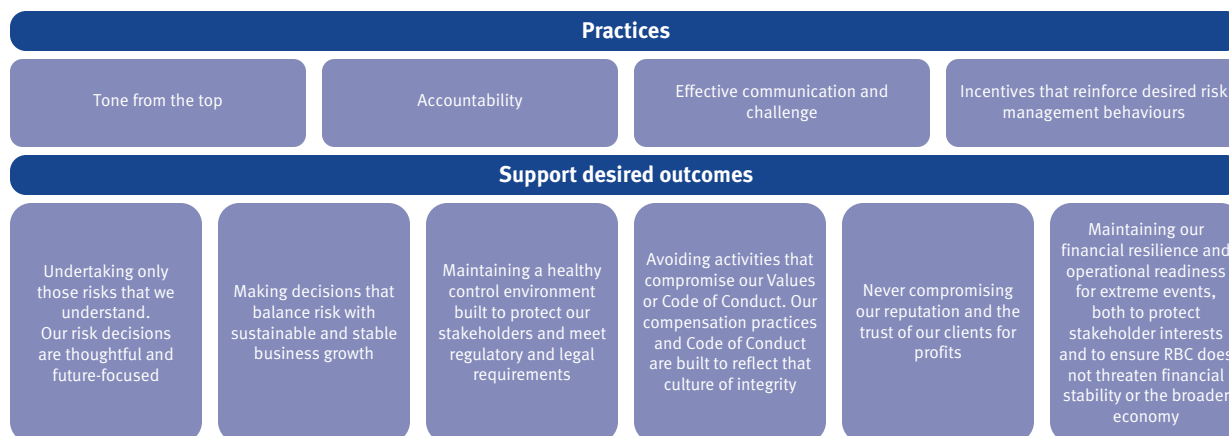 Practices
Tone from the top
Accountability
Effective communication and
challenge
Incentives that reinforce desired risk
management behaviours
Support desired outcomes
Undertaking only
those risks that we
understand.
Our risk decisions
are thoughtful and
future-focused
Making decisions that
balance risk with
sustainable and stable
business growth
Maintaining a healthy
control environment
built to protect our
stakeholders and meet
regulatory and legal
requirements
Avoiding activities that
compromise our Values
or Code of Conduct. Our
compensation practices
and Code of Conduct
are built to reflect that
culture of integrity
Never compromising
our reputation and the
trust of our clients for
profits
Maintaining our
financial resilience and
operational readiness
for extreme events,
both to protect
stakeholder interests
and to ensure RBC does
not threaten financial
stability or the broader
economy